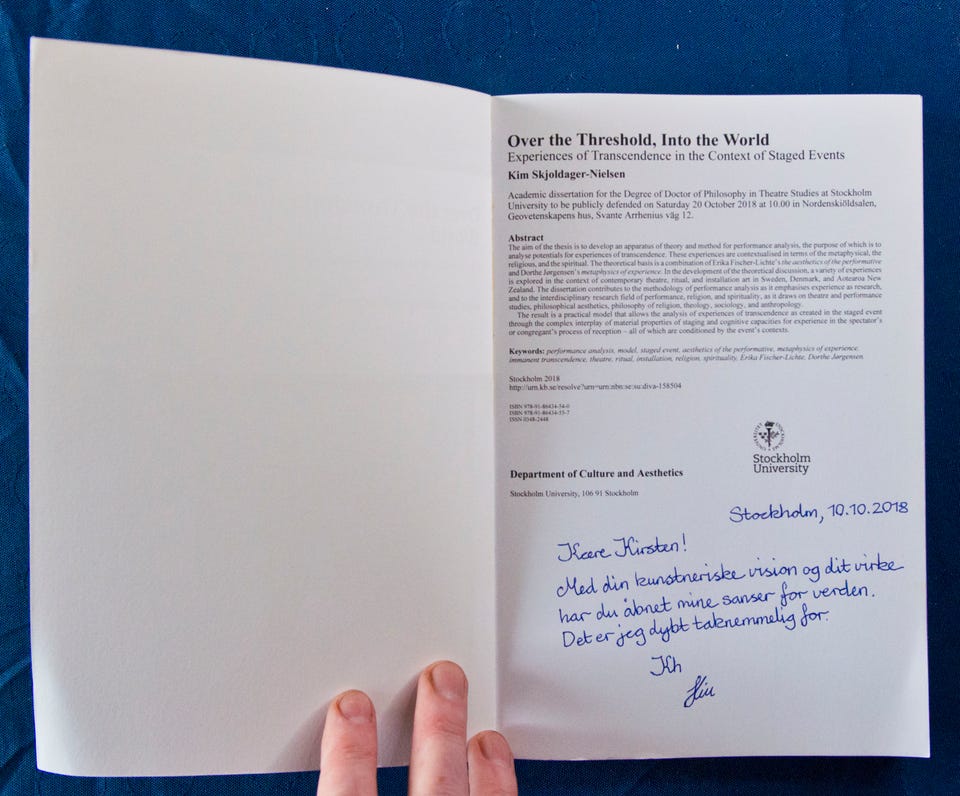 Over the Threshold, Into the World
Experiences of Transcendence in the Context of Staged Events
Kim Skjoldager-Nielsen
Academic dissertation for the Degree of Doctor of Philosophy in Theatre Studies at Stockholm
University to be publicly defended on Saturday 20 October 2018 at 10.00 in Nordenskiöldsalen,
Geovetenskapens hus, Svante Arrhenius väg 12.
Abstract
The aim of the thesis is to develop an apparatus of theory and method for performance analysis, the purpose of which is to
analyse potentials for experiences of transcendence. These experiences are contextualised in terms of the metaphysical, the
religious, and the spiritual. The theoretical basis is a combination of Erika Fischer-Lichte's the aesthetics of the performative
and Dorthe Jørgensen's metaphysics of experience. In the development of the theoretical discussion, a variety of experiences
is explored in the context of contemporary theatre, ritual, and installation art in Sweden, Denmark, and Aotearoa New
Zealand. The dissertation contributes to the methodology of performance analysis as it emphasises experience as research,
and to the interdisciplinary research field of performance, religion, and spirituality, as it draws on theatre and performance
studies, philosophical aesthetics, philosophy of religion, theology, sociology, and anthropology.
The result is a practical model that allows the analysis of experiences of transcendence as created in the staged event
through the complex interplay of material properties of staging and cognitive capacities for experience in the spectator's
or congregant's process of reception – all of which are conditioned by the event's contexts.
Keywords: performance analysis, model, staged event, aesthetics of the performative, metaphysics of experience,
immanent transcendence, theatre, ritual, installation, religion, spirituality, Erika Fischer-Lichte, Dorthe Jørgensen.
Stockholm 2018
http://urn.kb.se/resolve?urn=urn:nbn:se:su:diva-158504
ISBN 978-91-86434-54-0
ISBN 978-91-86434-55-7
ISSN 0348-2448
Stockholm
University
Department of Culture and Aesthetics
Stockholm University, 106 91 Stockholm
Stockholm, 10.10.2018
Kære Kirsten!
Med din kunstneriske vision og dit virke
har du åbnet mine sanser for verden.
Det er jeg dybt taknemmelig for.
Kh
Kim